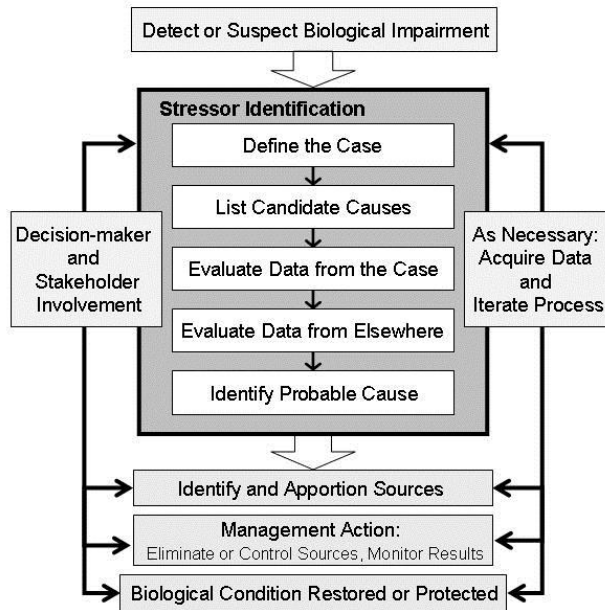 Detect or Suspect Biological Impairment
Stressor Identification
Define the Case
List Candidate Causes
Evaluate Data from the Case
Evaluate Data from Elsewhere
Identify Probable Cause
Decision-maker
and
Stakeholder
Involvement
As Necessary:
Acquire Data
and
Iterate Process
Identify and Apportion Sources
Management Action:
Eliminate or Control Sources, Monitor Results
Biological Condition Restored or Protected